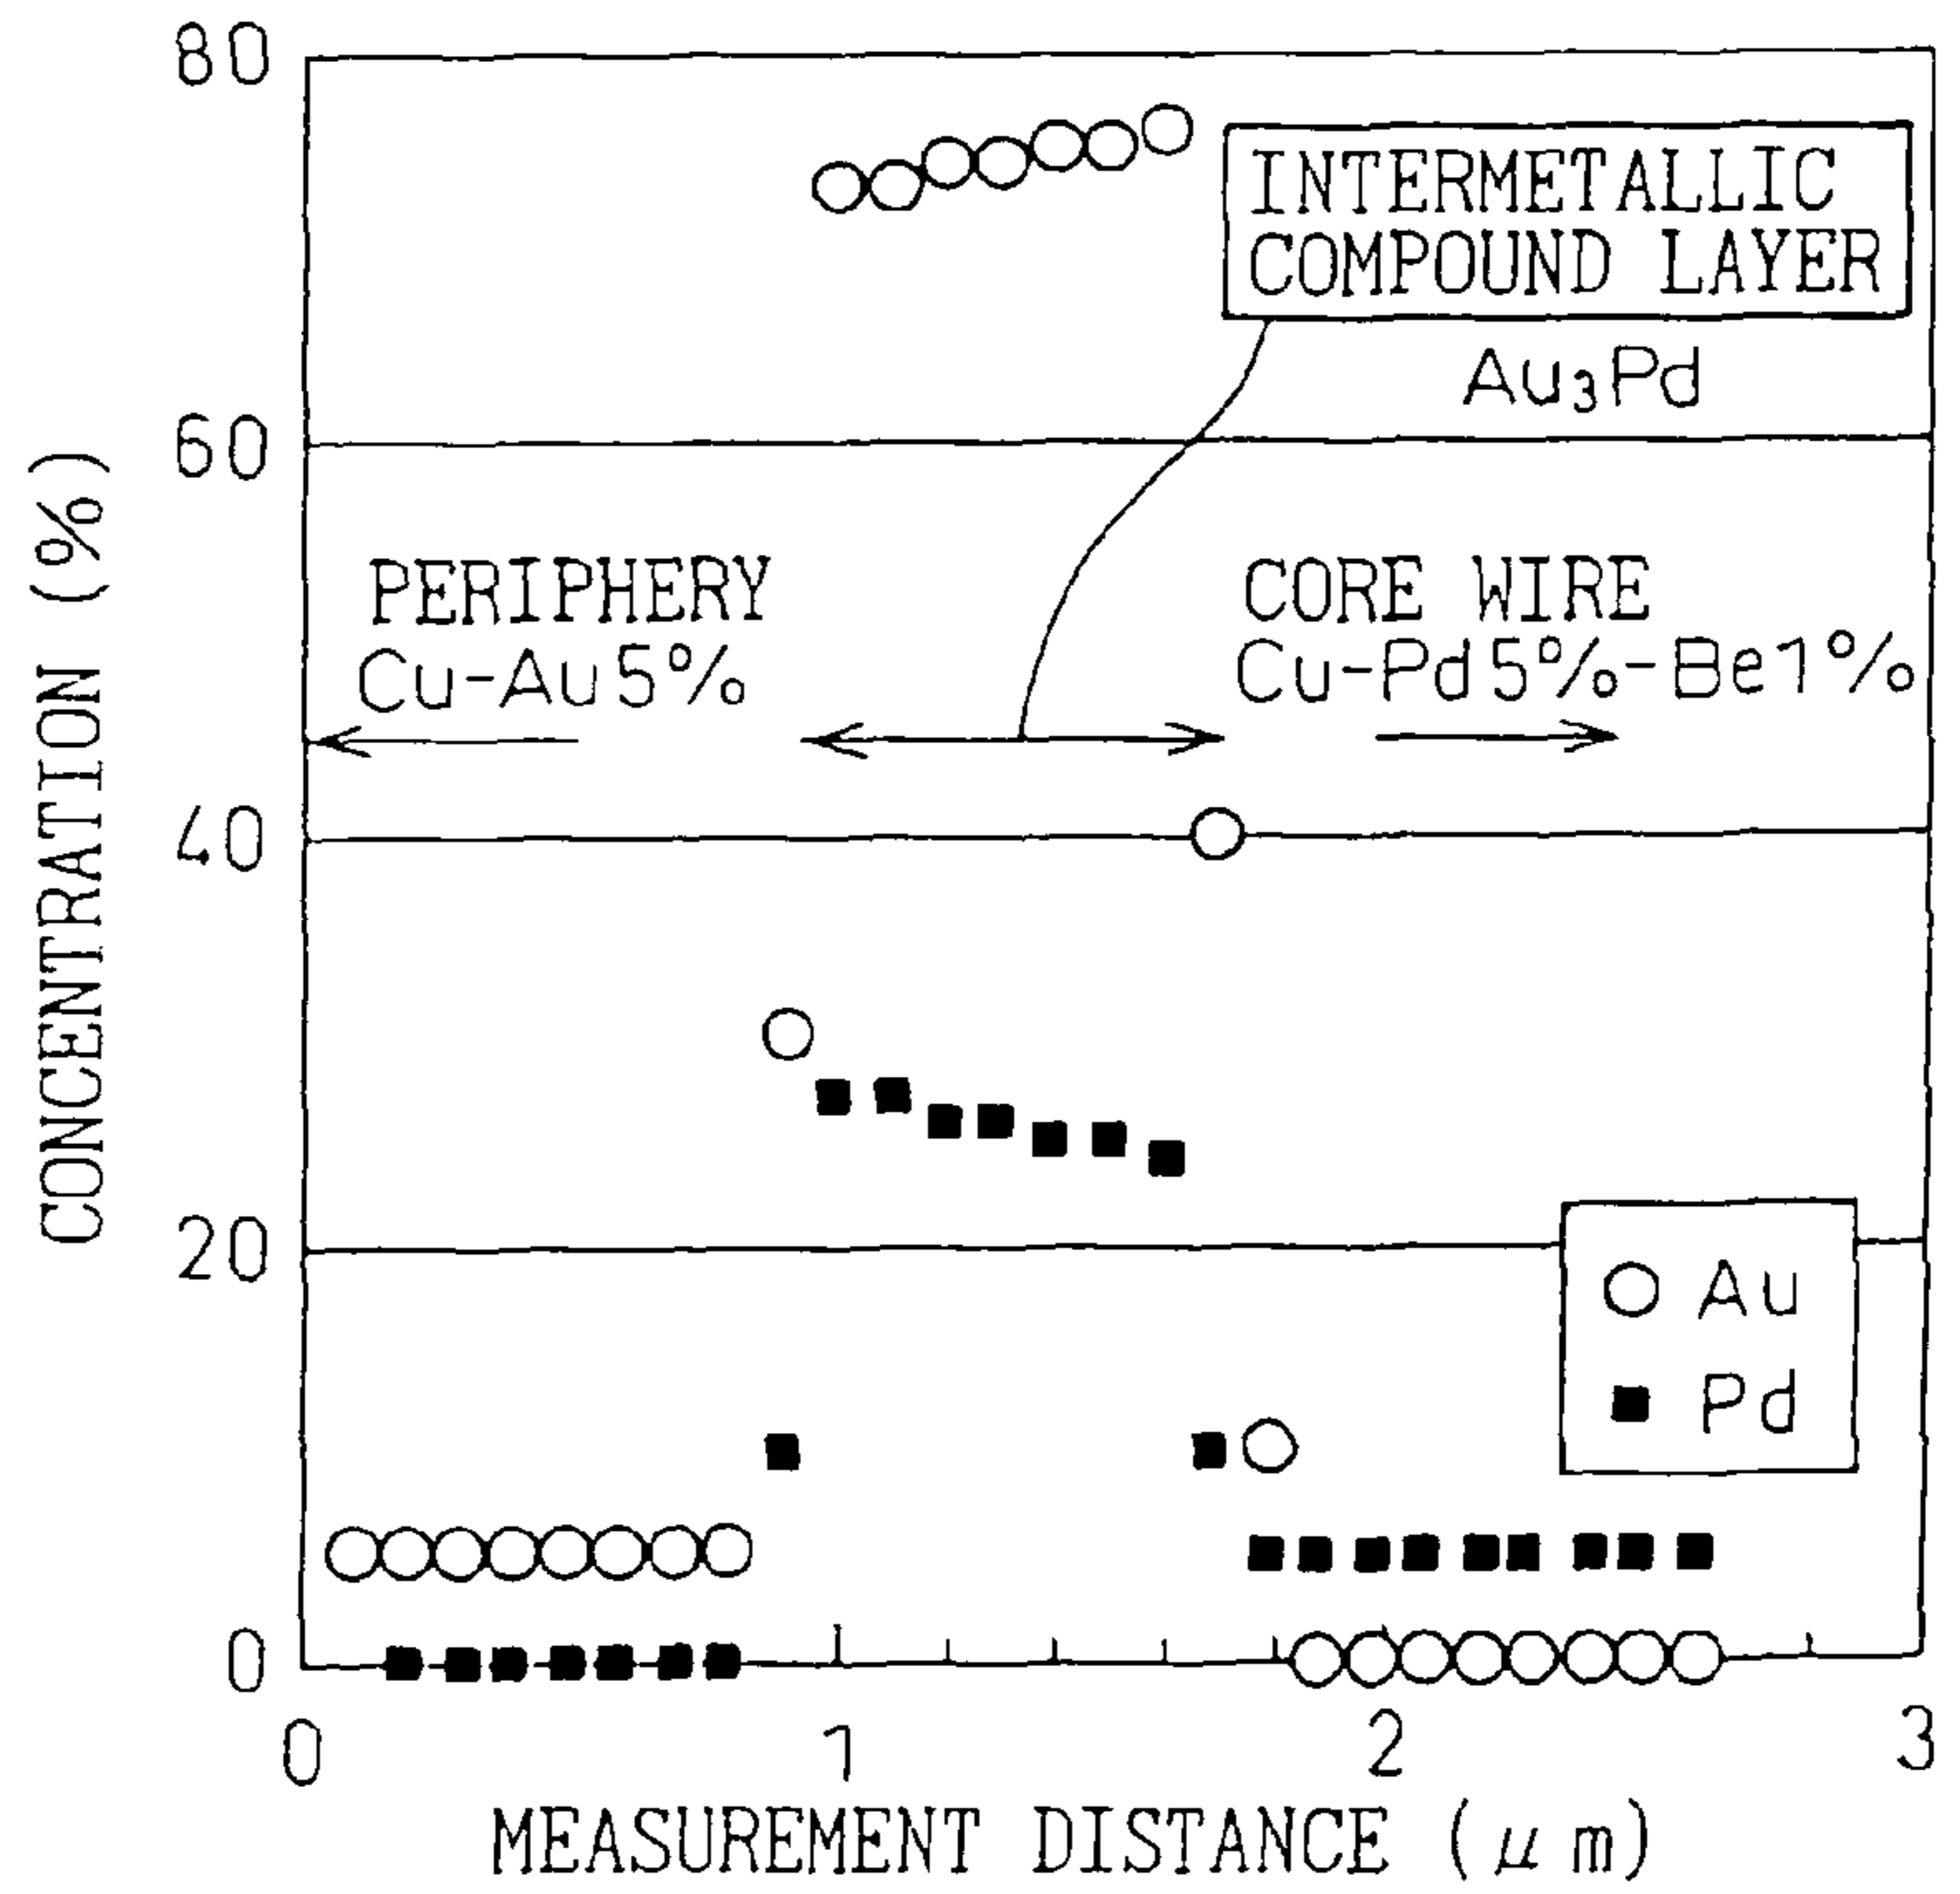 80
INTERMETALLIC
COMPOUND LAYER
Au₃Pd
60
CONCENTRATION (%)
PERIPHERY
Cu-Au5%
CORE WIRE
Cu-Pd5%-Be1%
40
20
Au
Pd
0
0 1 2 3
MEASUREMENT DISTANCE (μm)